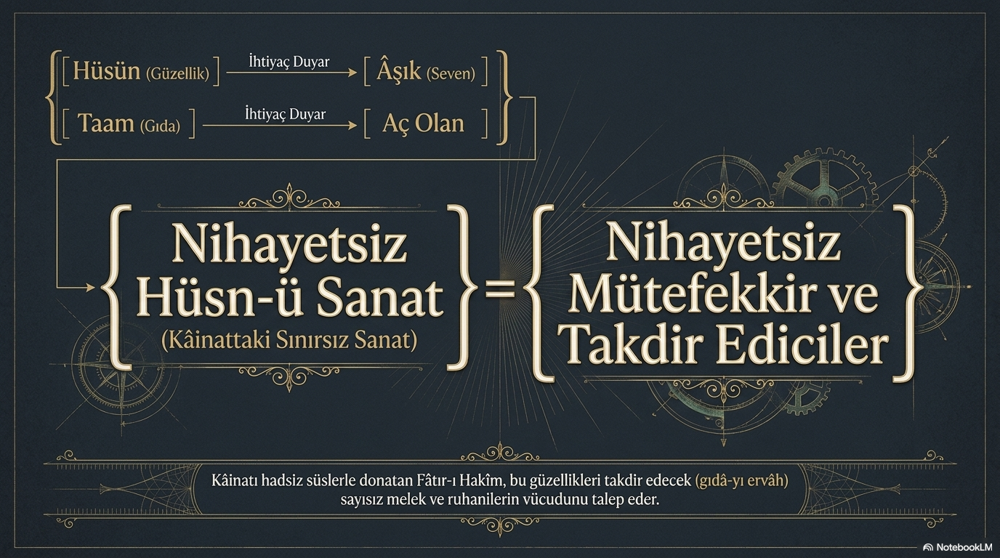 [Hüsün (Güzellik)] İhtiyaç Duyar [Âşık (Seven)]
[Taam (Gıda)] İhtiyaç Duyar [Aç Olan]
{Nihayetsiz
Hüsn-ü Sanat
(Kâinattaki Sınırsız Sanat)}
=
{Nihayetsiz
Mütefekkir ve
Takdir Ediciler}
Kâinatı hadsiz süslerle donatan Fâtır-ı Hakîm, bu güzellikleri takdir edecek (gıdâ-yı ervâh)
sayısız melek ve ruhanilerin vücudunu talep eder.
NotebookLM